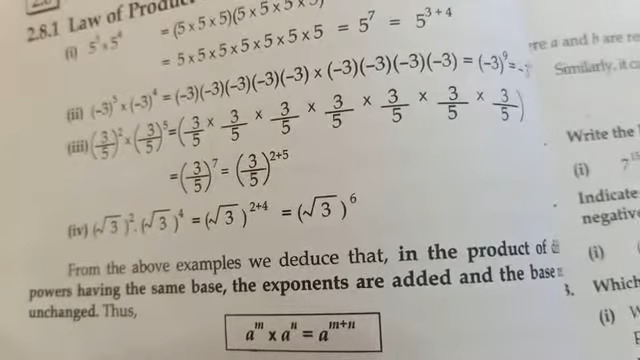 2.8.1 Law of Product
(i) 5³ x 5⁴ = (5 x 5 x 5)(5 x 5 x 5 x 5)
= 5 x 5 x 5 x 5 x 5 x 5 x 5 = 5⁷ = 5³⁺⁴
(ii) (–3)⁵ x (–3)⁴ = (–3)(–3)(–3)(–3)(–3) x (–3)(–3)(–3)(–3) = (–3)⁹ =
(iii) (3/5)² x (3/5)⁵ = (3/5 x 3/5 x 3/5 x 3/5 x 3/5 x 3/5 x 3/5)
= (3/5)⁷ = (3/5)²⁺⁵
(iv) (√3)² . (√3)⁴ = (√3)²⁺⁴ = (√3)⁶
From the above examples we deduce that, in the product of
powers having the same base, the exponents are added and the base
unchanged. Thus,
aᵐ x aⁿ = aᵐ⁺ⁿ
a and b are
Similarly, it
Write the
(i) 7¹⁵
Indicate
negative
(i)
3. Which
(i)